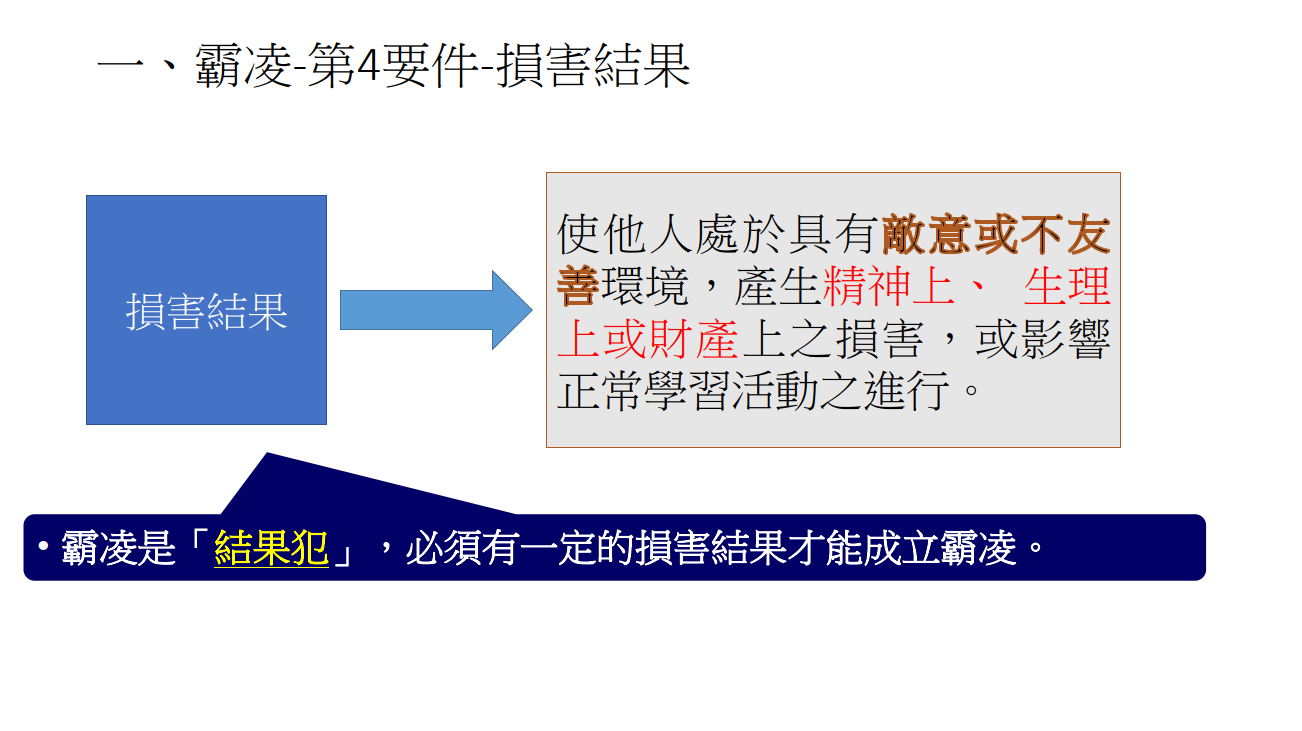 一、霸凌-第4要件-損害結果
損害結果
使他人處於具有敵意或不友
善環境，產生精神上、 生理
上或財產上之損害，或影響
正常學習活動之進行。
•霸凌是「結果犯」，必須有一定的損害結果才能成立霸凌。